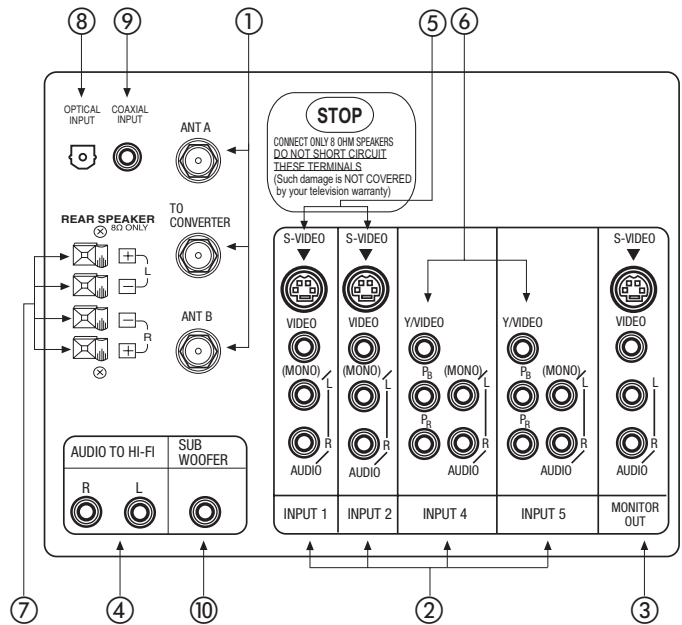 ⑧ ⑨ ① ⑤ ⑥
OPTICAL
INPUT
COAXIAL
INPUT
ANT A
STOP
CONNECT ONLY 8 OHM SPEAKERS
DO NOT SHORT CIRCUIT
THESE TERMINALS
(Such damage is NOT COVERED
by your television warranty)
TO
CONVERTER
REAR SPEAKER
8Ω ONLY
+
L
−
−
R
+
ANT B
S-VIDEO
VIDEO
(MONO)
L
R
AUDIO
INPUT 1
S-VIDEO
VIDEO
(MONO)
L
R
AUDIO
INPUT 2
Y/VIDEO
PB
(MONO)
L
PR
R
AUDIO
INPUT 4
Y/VIDEO
PB
(MONO)
L
PR
R
AUDIO
INPUT 5
S-VIDEO
VIDEO
L
R
AUDIO
MONITOR
OUT
AUDIO TO HI-FI
R L
SUB
WOOFER
⑦ ④ ⑩ ② ③